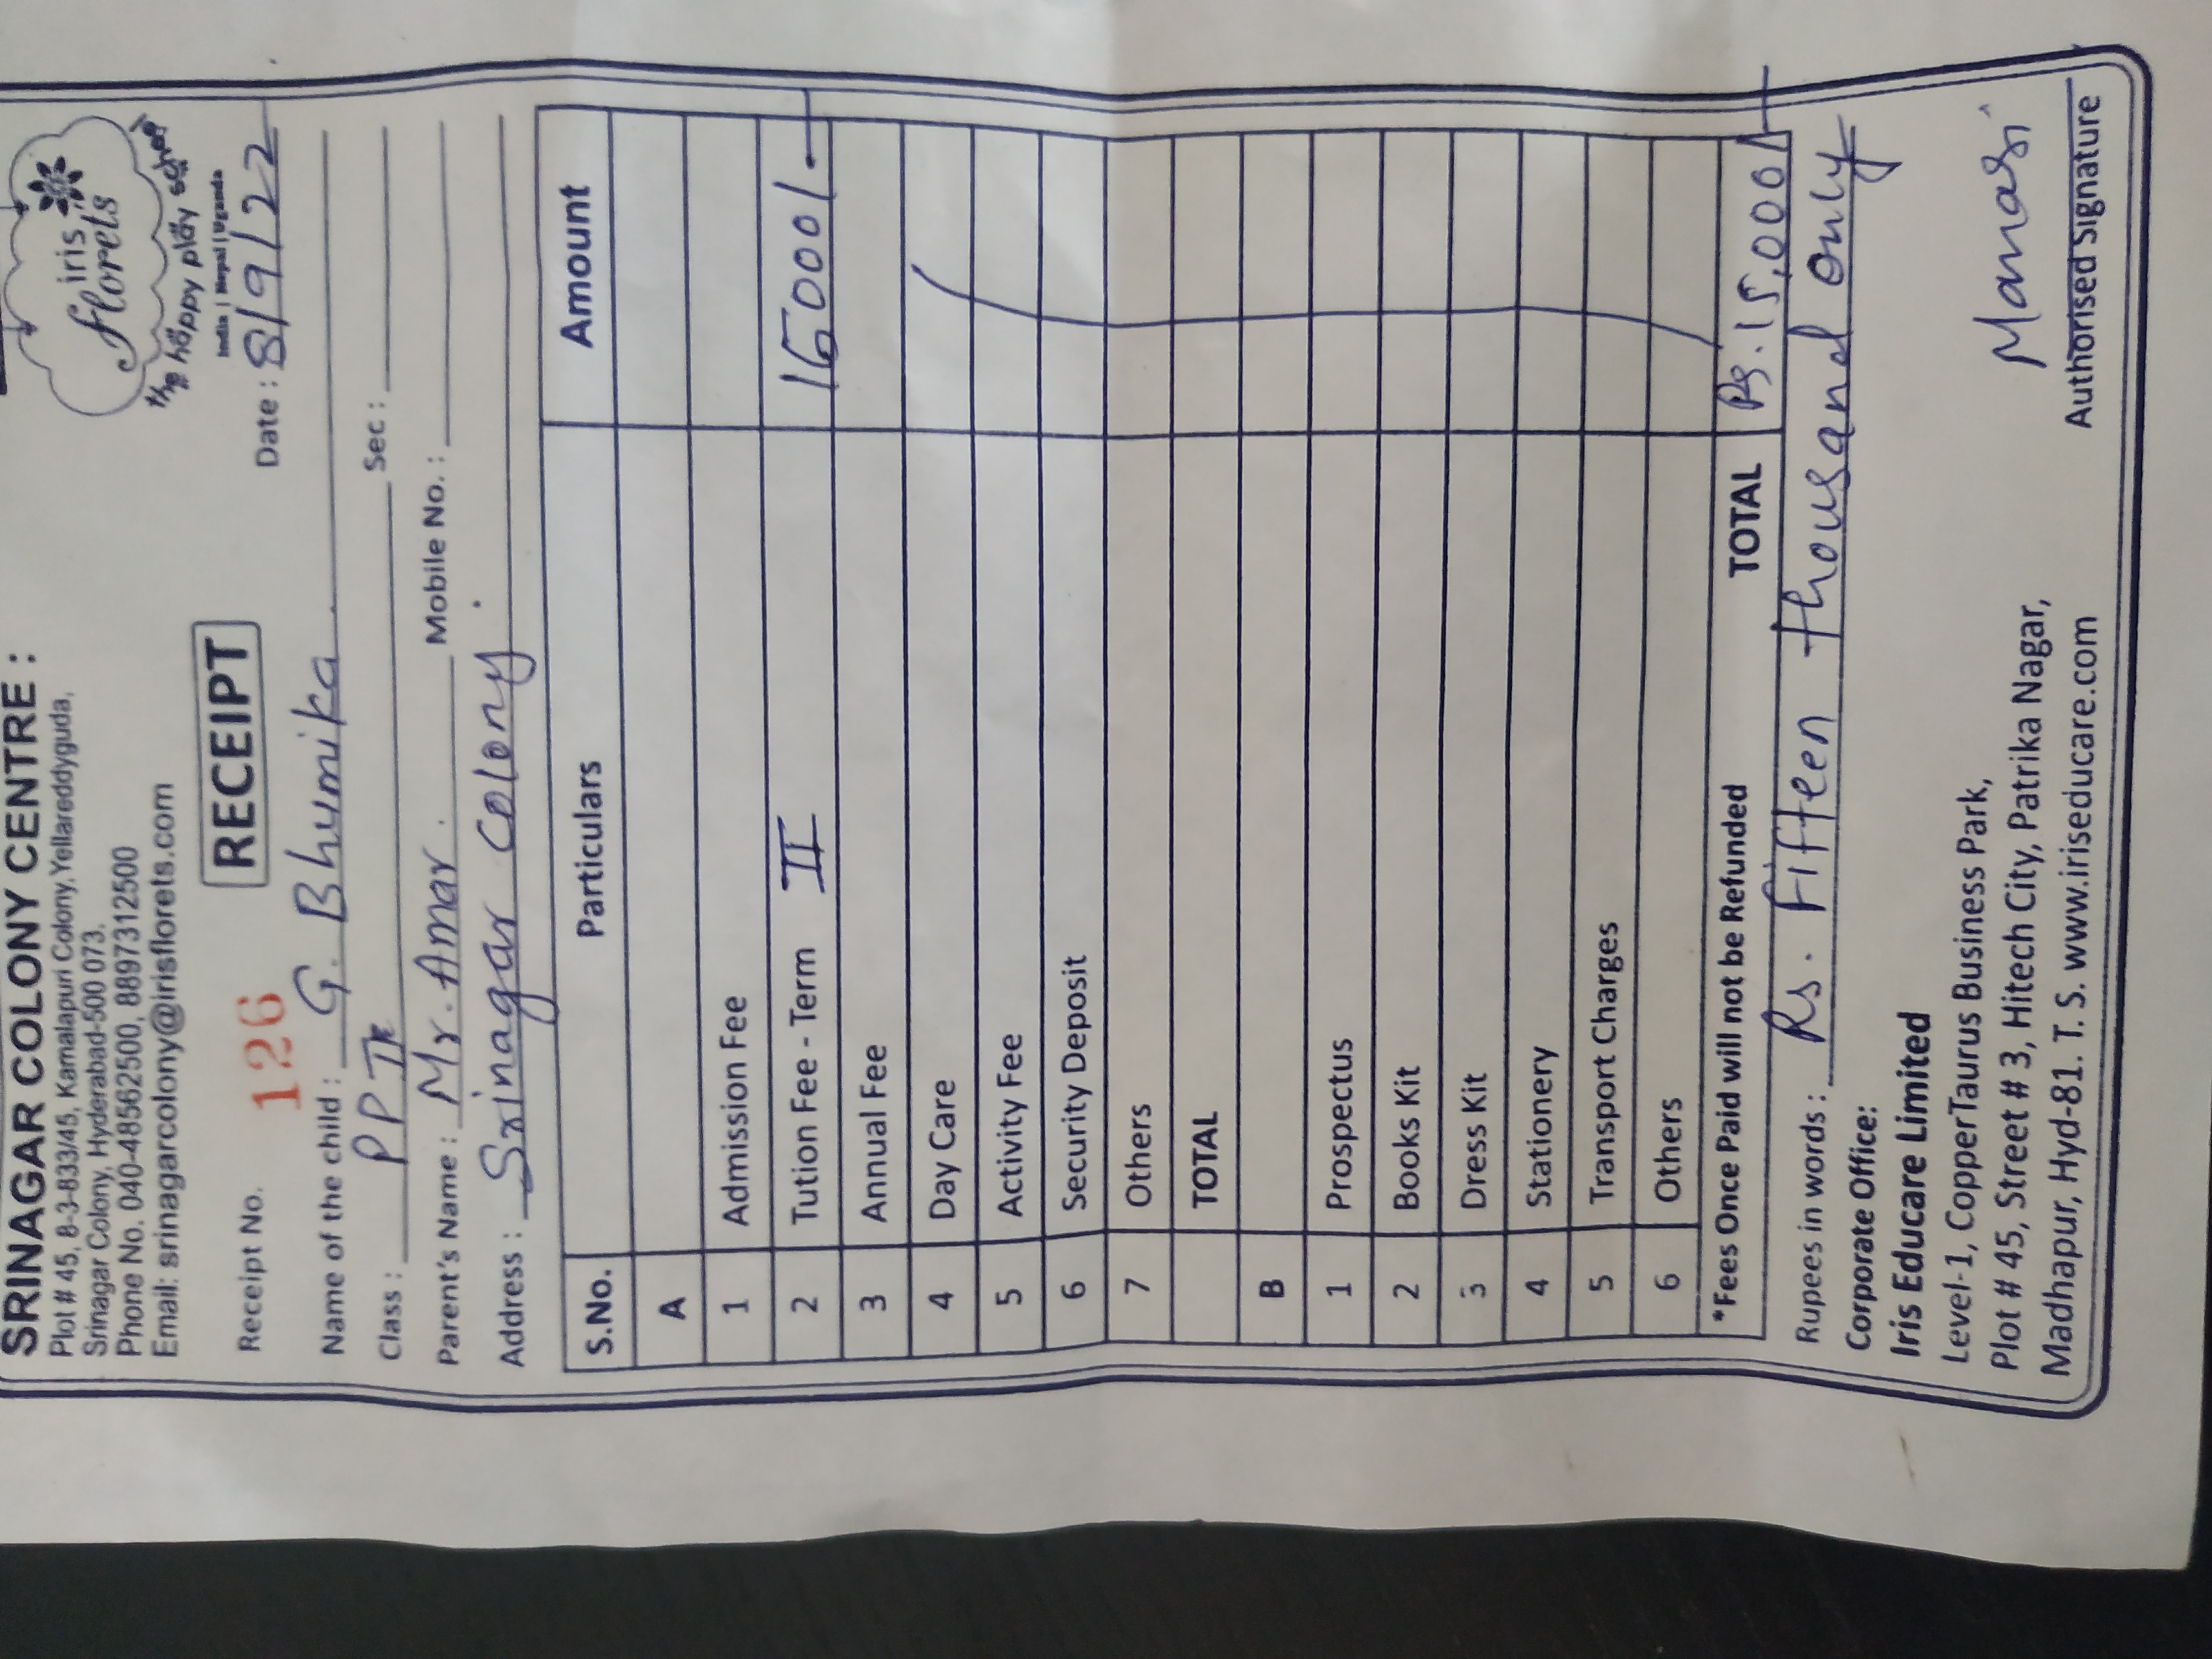 SRINAGAR COLONY CENTRE :
Plot # 45, 8-3-833/45, Kamalapuri Colony,Yellareddyguda,
Srinagar Colony, Hyderabad-500 073.
Phone No. 040-48562500, 8897312500
Email: srinagarcolony@irisflorets.com
iris
florets
the happy play school
India | Nepal | Uganda
RECEIPT
Receipt No. 126
Date : 8/9/22
Name of the child : G. Bhumika
Class : PP II Sec :
Parent's Name : Mr. Amar. Mobile No. :
Address : Srinagar Colony
S.No. Particulars Amount
A
1 Admission Fee
2 Tution Fee - Term II 15000/-
3 Annual Fee
4 Day Care
5 Activity Fee
6 Security Deposit
7 Others
TOTAL
B
1 Prospectus
2 Books Kit
3 Dress Kit
4 Stationery
5 Transport Charges
6 Others
*Fees Once Paid will not be Refunded TOTAL Rs.15,000/-
Rupees in words : Rs. Fifteen thousand only
Corporate Office:
Iris Educare Limited
Level-1, CopperTaurus Business Park,
Plot # 45, Street # 3, Hitech City, Patrika Nagar,
Madhapur, Hyd-81. T. S. www.iriseducare.com
Manasi
Authorised Signature